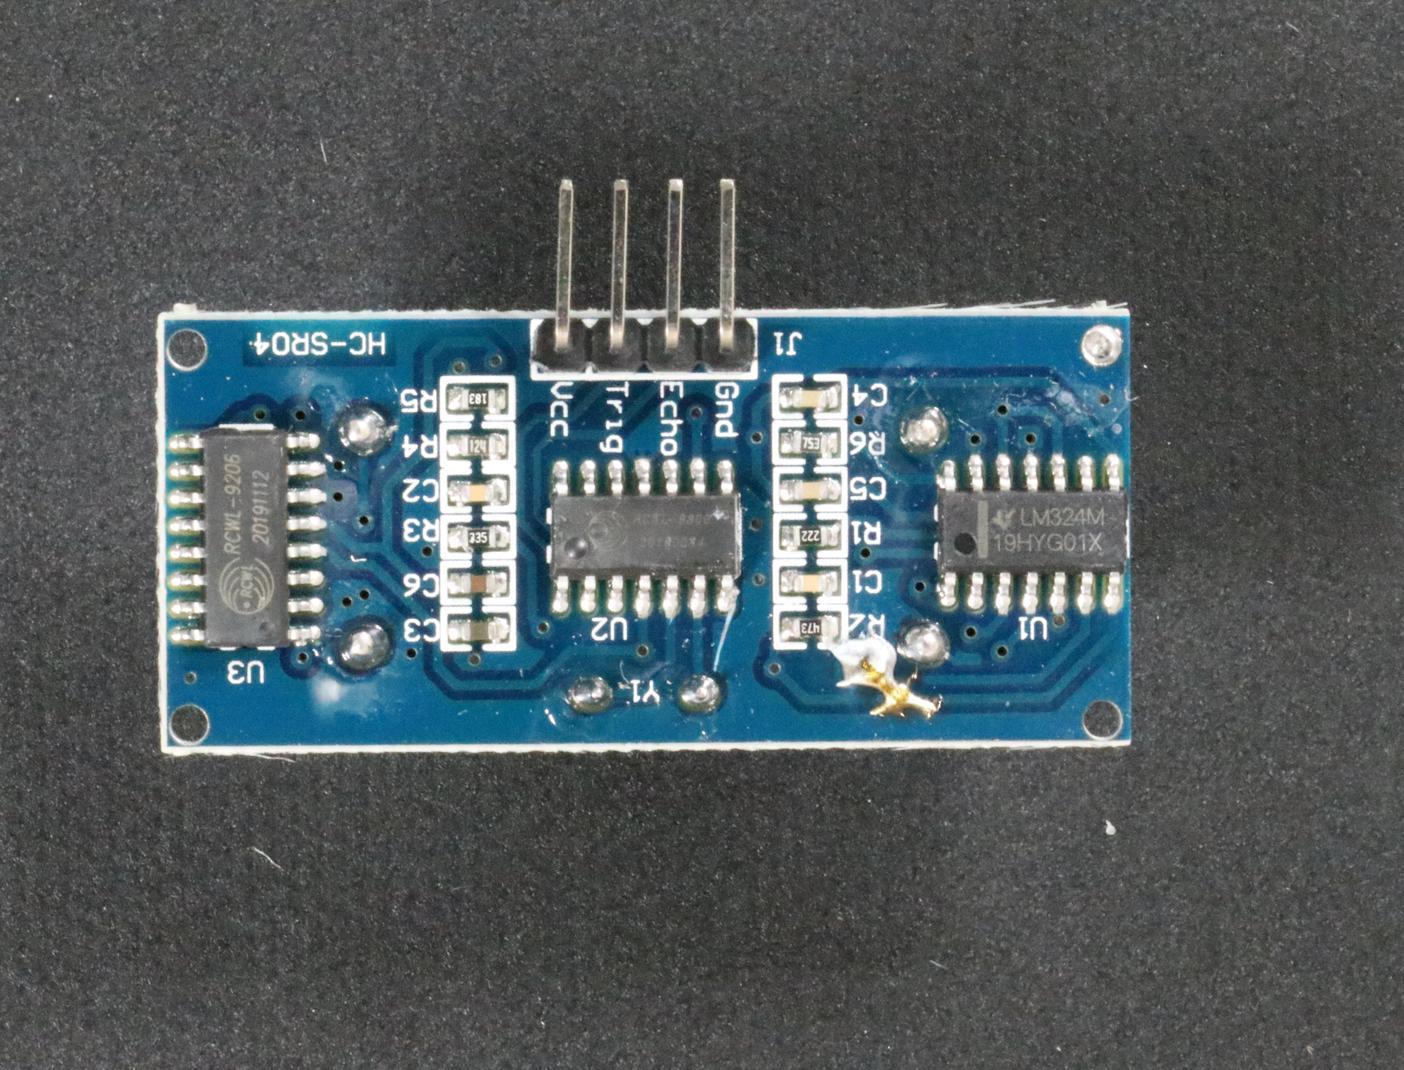 HC-SR04
J1
Vcc
Trig
Echo
Gnd
R5
183
C4
R4
124
R6
753
C2
C5
R3
335
R1
222
C6
C1
C3
R2
473
RCWL-9206
20191112
RCWL
U3
U2
Y1
LM324M
19HYG01X
U1